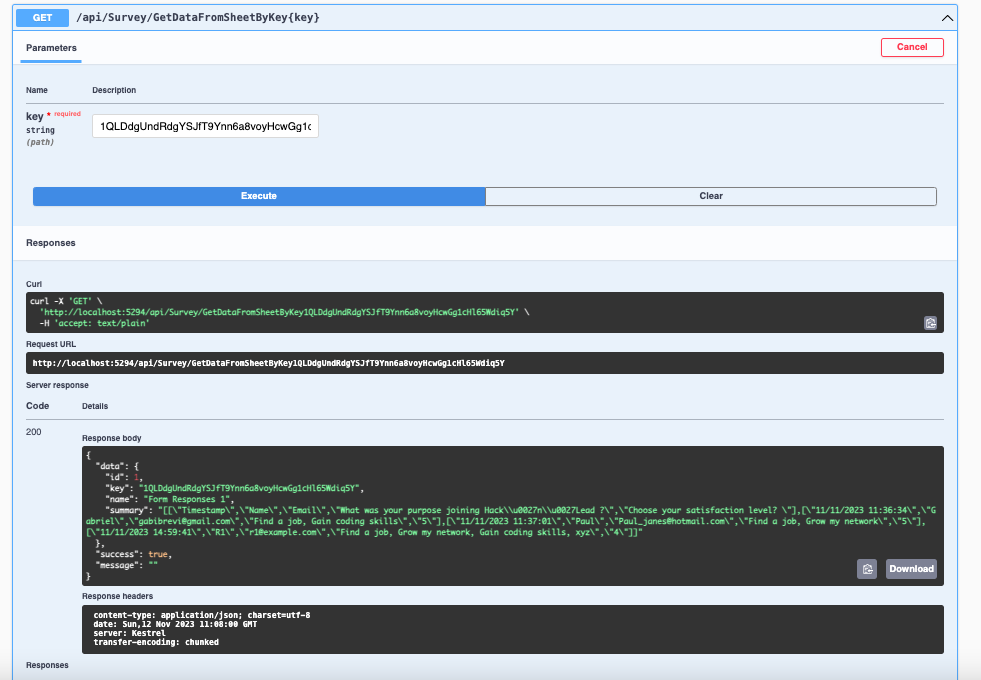 GET /api/Survey/GetDataFromSheetByKey{key}
Parameters
Cancel
Name Description
key * required
string
(path)
1QLDdgUndRdgYSJfT9Ynn6a8voyHcwGg1c
Execute Clear
Responses
Curl
curl -X 'GET' \
'http://localhost:5294/api/Survey/GetDataFromSheetByKey1QLDdgUndRdgYSJfT9Ynn6a8voyHcwGg1cHl65Wdiq5Y' \
-H 'accept: text/plain'
Request URL
http://localhost:5294/api/Survey/GetDataFromSheetByKey1QLDdgUndRdgYSJfT9Ynn6a8voyHcwGg1cHl65Wdiq5Y
Server response
Code Details
200
Response body
{
"data": {
"id": 1,
"key": "1QLDdgUndRdgYSJfT9Ynn6a8voyHcwGg1cHl65Wdiq5Y",
"name": "Form Responses 1",
"summary": "[[\"Timestamp\",\"Name\",\"Email\",\"What was your purpose joining Hack\\u0027n\\u0027Lead ?\",\"Choose your satisfaction level? \"],[\"11/11/2023 11:36:34\",\"G
abriel\",\"gabibrevi@gmail.com\",\"Find a job, Gain coding skills\",\"5\"],[\"11/11/2023 11:37:01\",\"Paul\",\"Paul_janes@hotmail.com\",\"Find a job, Grow my network\",\"5\"],
[\"11/11/2023 14:59:41\",\"R1\",\"r1@example.com\",\"Find a job, Grow my network, Gain coding skills, xyz\",\"4\"]]"
},
"success": true,
"message": ""
}
Download
Response headers
content-type: application/json; charset=utf-8
date: Sun,12 Nov 2023 11:08:00 GMT
server: Kestrel
transfer-encoding: chunked
Responses